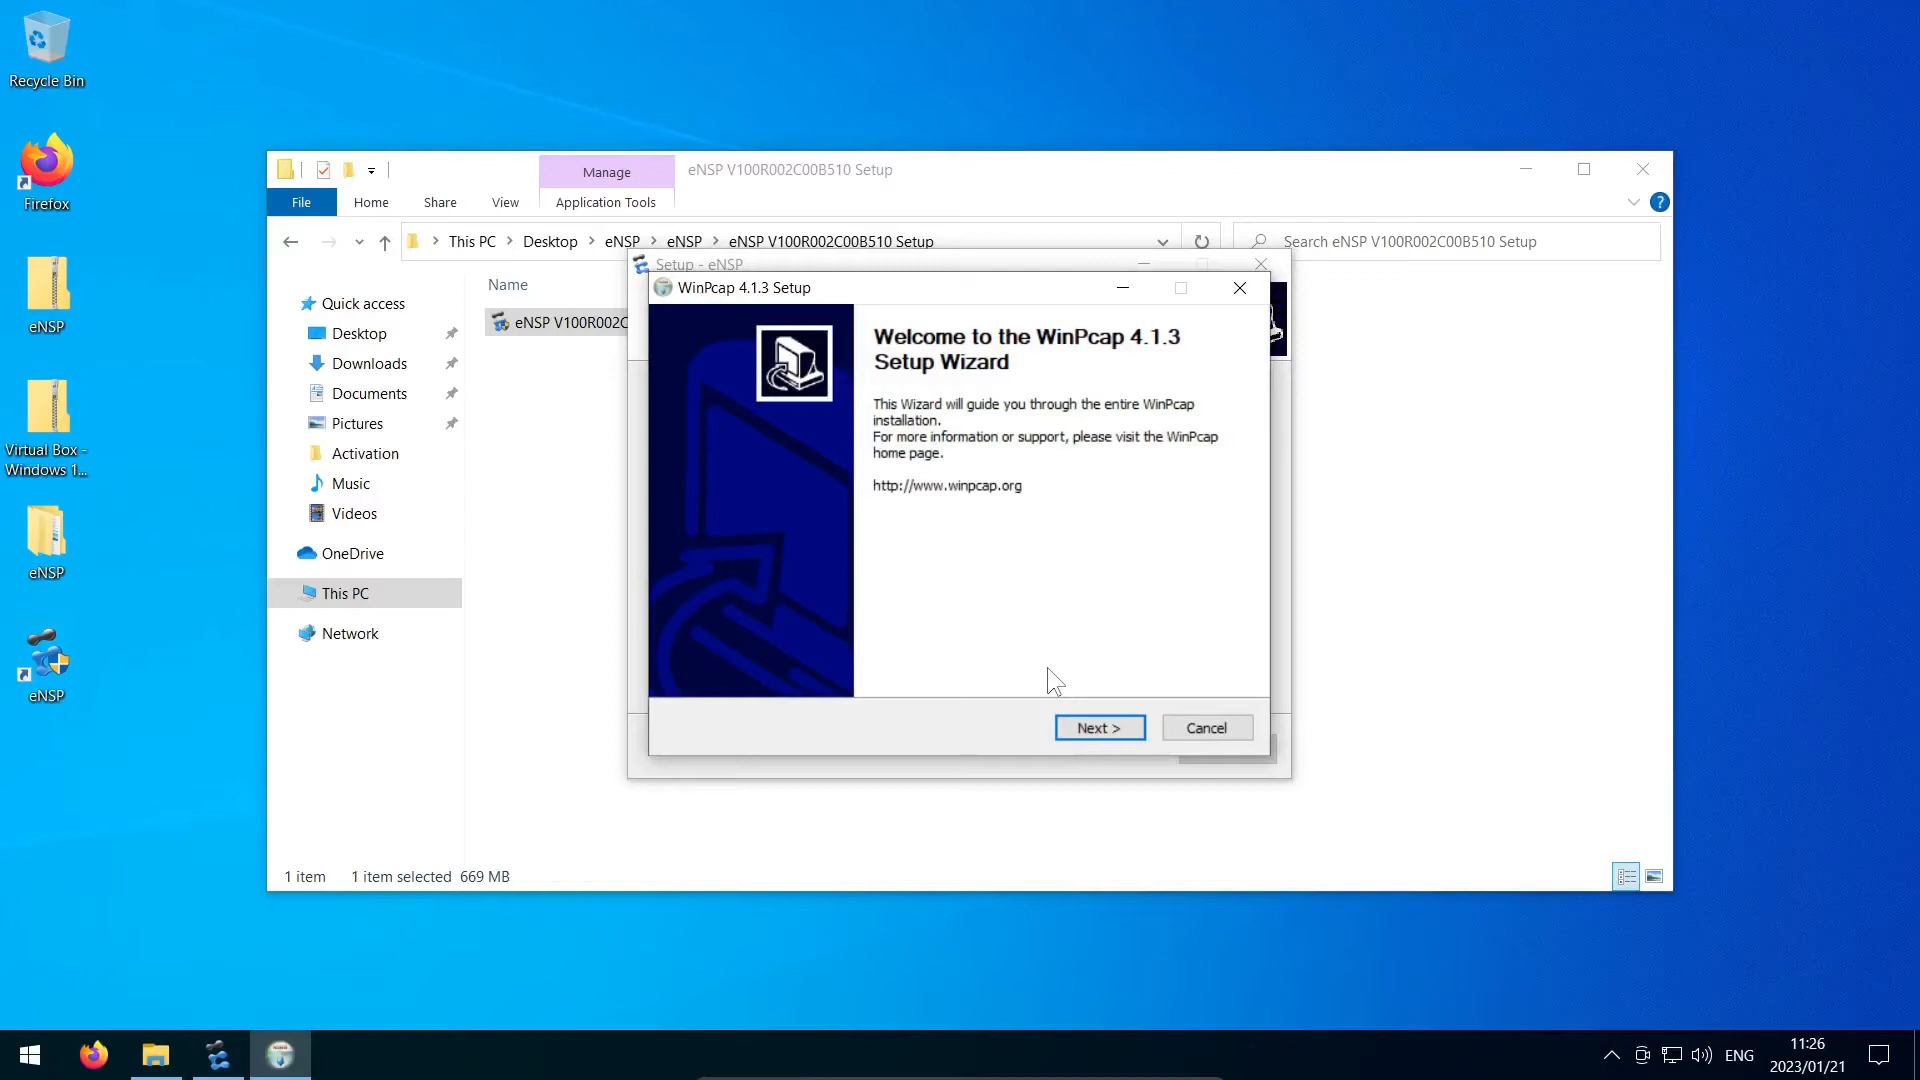 Recycle Bin
Firefox
eNSP
Virtual Box -
Windows 1...
eNSP
eNSP
Manage
eNSP V100R002C00B510 Setup
File
Home
Share
View
Application Tools
?
This PC > Desktop > eNSP > eNSP > eNSP V100R002C00B510 Setup
Search eNSP V100R002C00B510 Setup
Quick access
Desktop
Downloads
Documents
Pictures
Activation
Music
Videos
OneDrive
This PC
Network
Name
eNSP V100R002C
Setup - eNSP
WinPcap 4.1.3 Setup
Welcome to the WinPcap 4.1.3
Setup Wizard
This Wizard will guide you through the entire WinPcap
installation.
For more information or support, please visit the WinPcap
home page.
http://www.winpcap.org
Next >
Cancel
1 item
1 item selected 669 MB
ENG
11:26
2023/01/21